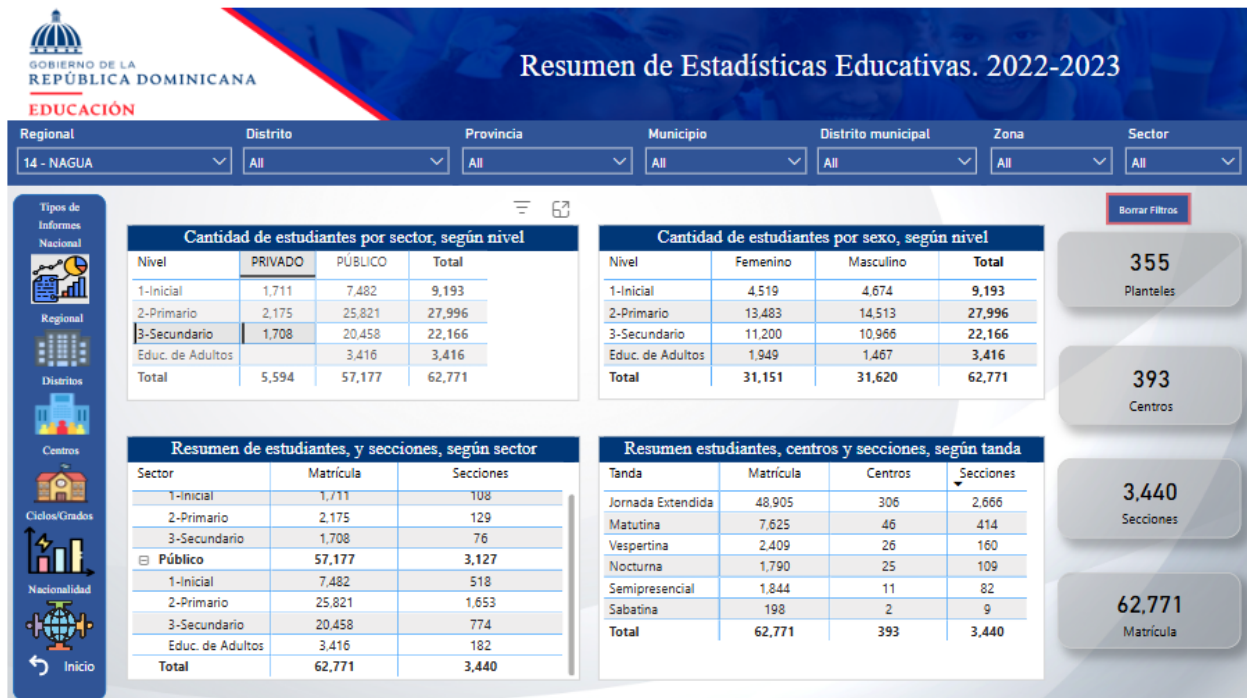 GOBIERNO DE LA
REPÚBLICA DOMINICANA
EDUCACIÓN
Resumen de Estadísticas Educativas. 2022-2023
Regional Distrito Provincia Municipio Distrito municipal Zona Sector
14 - NAGUA All All All All All All
Tipos de
Informes
Nacional
Regional
Distritos
Centros
Ciclos/Grados
Nacionalidad
Inicio
Borrar Filtros
Cantidad de estudiantes por sector, según nivel
Nivel PRIVADO PÚBLICO Total
1-Inicial 1,711 7,482 9,193
2-Primario 2,175 25,821 27,996
3-Secundario 1,708 20,458 22,166
Educ. de Adultos 3,416 3,416
Total 5,594 57,177 62,771
Cantidad de estudiantes por sexo, según nivel
Nivel Femenino Masculino Total
1-Inicial 4,519 4,674 9,193
2-Primario 13,483 14,513 27,996
3-Secundario 11,200 10,966 22,166
Educ. de Adultos 1,949 1,467 3,416
Total 31,151 31,620 62,771
Resumen de estudiantes, y secciones, según sector
Sector Matrícula Secciones
1-Inicial 1,711 108
2-Primario 2,175 129
3-Secundario 1,708 76
Público 57,177 3,127
1-Inicial 7,482 518
2-Primario 25,821 1,653
3-Secundario 20,458 774
Educ. de Adultos 3,416 182
Total 62,771 3,440
Resumen estudiantes, centros y secciones, según tanda
Tanda Matrícula Centros Secciones
Jornada Extendida 48,905 306 2,666
Matutina 7,625 46 414
Vespertina 2,409 26 160
Nocturna 1,790 25 109
Semipresencial 1,844 11 82
Sabatina 198 2 9
Total 62,771 393 3,440
355
Planteles
393
Centros
3,440
Secciones
62,771
Matrícula